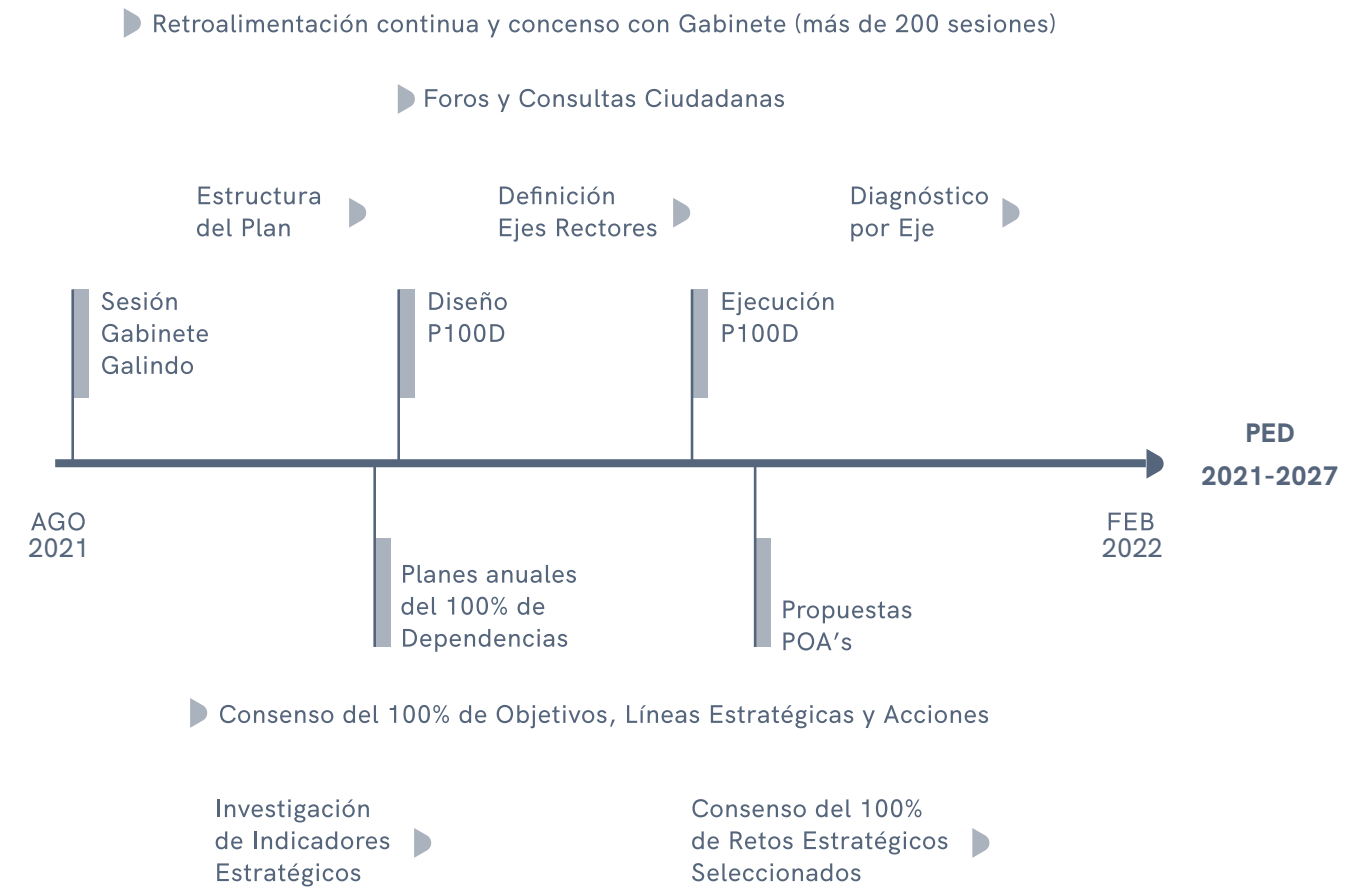 Retroalimentación continua y concenso con Gabinete (más de 200 sesiones)
Foros y Consultas Ciudadanas
Estructura
del Plan
Definición
Ejes Rectores
Diagnóstico
por Eje
Sesión
Gabinete
Galindo
Diseño
P100D
Ejecución
P100D
PED
2021-2027
AGO
2021
FEB
2022
Planes anuales
del 100% de
Dependencias
Propuestas
POA’s
Consenso del 100% de Objetivos, Líneas Estratégicas y Acciones
Investigación
de Indicadores
Estratégicos
Consenso del 100%
de Retos Estratégicos
Seleccionados